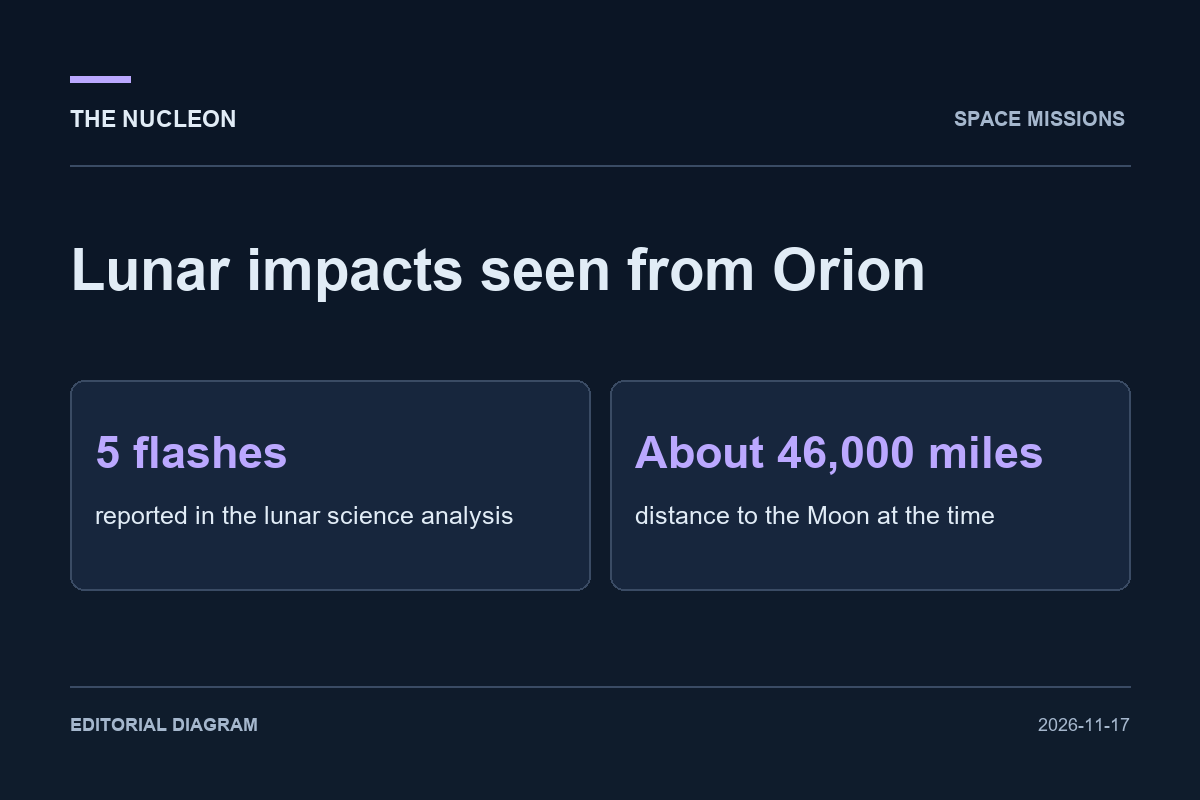 THE NUCLEON
SPACE MISSIONS
Lunar impacts seen from Orion
5 flashes
reported in the lunar science analysis
About 46,000 miles
distance to the Moon at the time
EDITORIAL DIAGRAM
2026-11-17